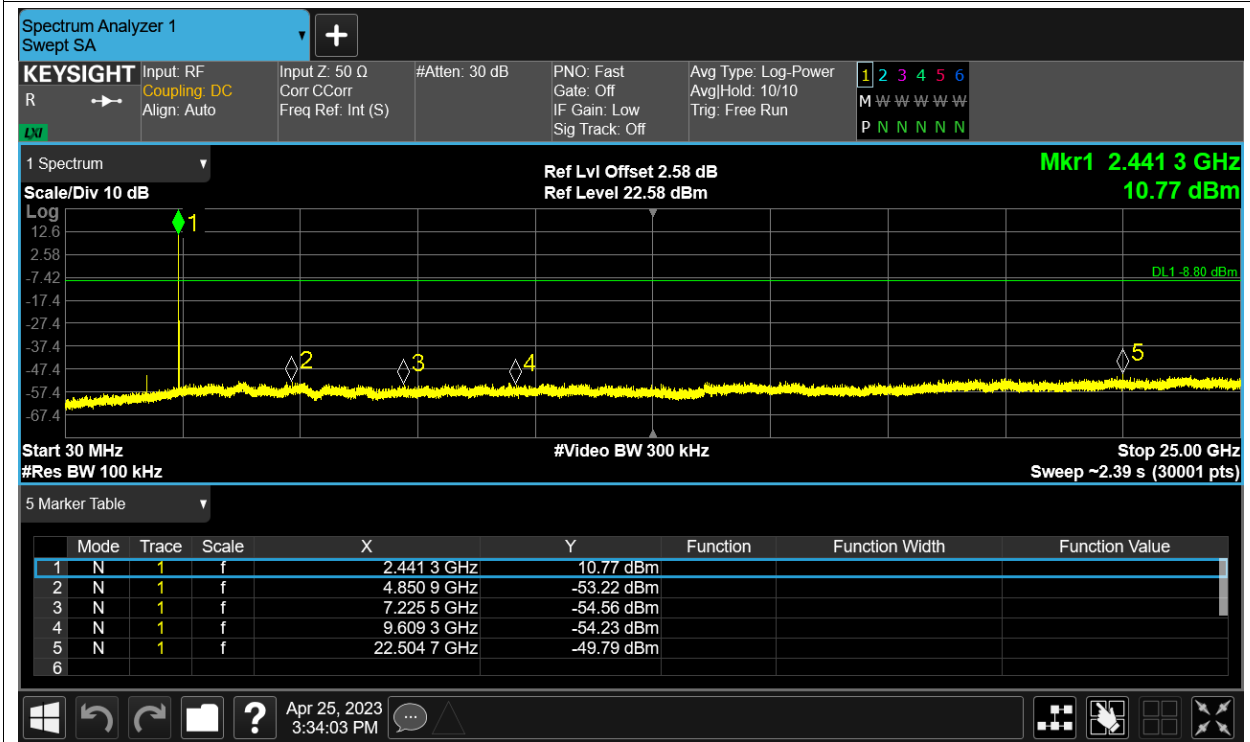 Spectrum Analyzer 1
Swept SA
KEYSIGHT
R
LXI
Input: RF
Coupling: DC
Align: Auto
Input Z: 50 Ω
Corr CCorr
Freq Ref: Int (S)
#Atten: 30 dB
PNO: Fast
Gate: Off
IF Gain: Low
Sig Track: Off
Avg Type: Log-Power
Avg|Hold: 10/10
Trig: Free Run
1 2 3 4 5 6
M W W W W W
P N N N N N
1 Spectrum
Scale/Div 10 dB
Ref Lvl Offset 2.58 dB
Ref Level 22.58 dBm
Mkr1 2.441 3 GHz
10.77 dBm
Log
12.6
2.58
-7.42
-17.4
-27.4
-37.4
-47.4
-57.4
-67.4
1
2
3
4
5
DL1 -8.80 dBm
Start 30 MHz
#Res BW 100 kHz
#Video BW 300 kHz
Stop 25.00 GHz
Sweep ~2.39 s (30001 pts)
5 Marker Table
Mode Trace Scale X Y Function Function Width Function Value
1 N 1 f 2.441 3 GHz 10.77 dBm
2 N 1 f 4.850 9 GHz -53.22 dBm
3 N 1 f 7.225 5 GHz -54.56 dBm
4 N 1 f 9.609 3 GHz -54.23 dBm
5 N 1 f 22.504 7 GHz -49.79 dBm
6
?
Apr 25, 2023
3:34:03 PM